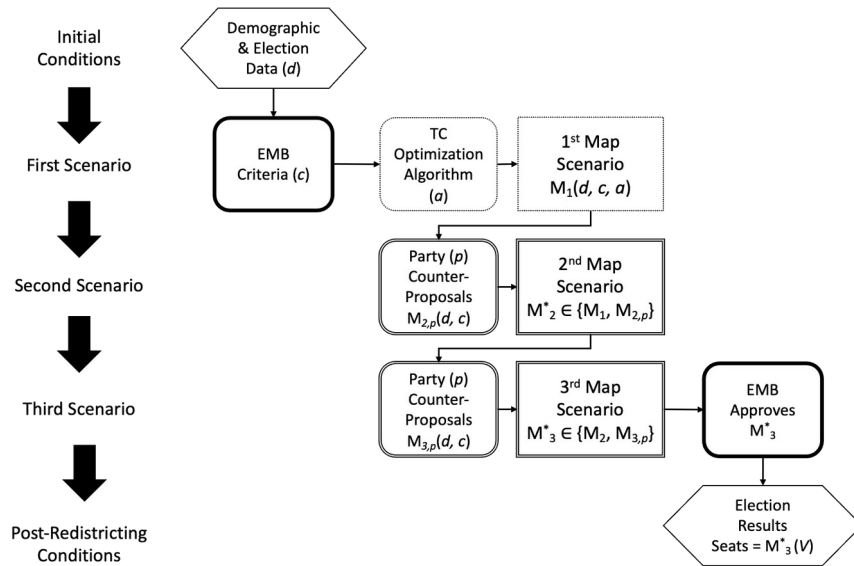 Initial
Conditions
Demographic
& Election
Data (d)
First Scenario
EMB
Criteria (c)
TC
Optimization
Algorithm
(a)
1st Map
Scenario
M1(d, c, a)
Second Scenario
Party (p)
Counter-
Proposals
M2,p(d, c)
2nd Map
Scenario
M*2 ∈ {M1, M2,p}
Third Scenario
Party (p)
Counter-
Proposals
M3,p(d, c)
3rd Map
Scenario
M*3 ∈ {M2, M3,p}
EMB
Approves
M*3
Post-Redistricting
Conditions
Election
Results
Seats = M*3 (V)